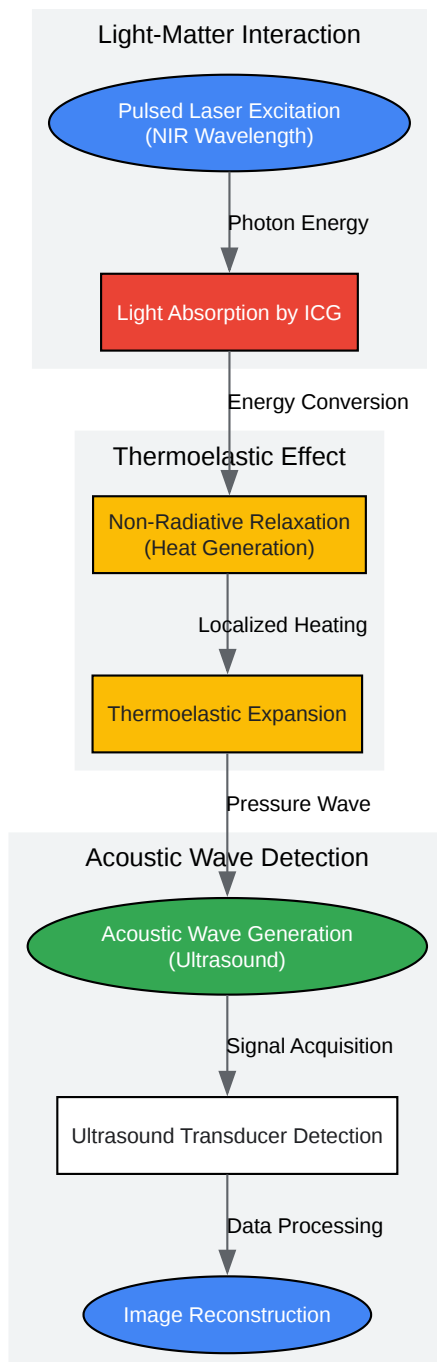 Light-Matter Interaction
Pulsed Laser Excitation
(NIR Wavelength)
Photon Energy
Light Absorption by ICG
Energy Conversion
Thermoelastic Effect
Non-Radiative Relaxation
(Heat Generation)
Localized Heating
Thermoelastic Expansion
Pressure Wave
Acoustic Wave Detection
Acoustic Wave Generation
(Ultrasound)
Signal Acquisition
Ultrasound Transducer Detection
Data Processing
Image Reconstruction